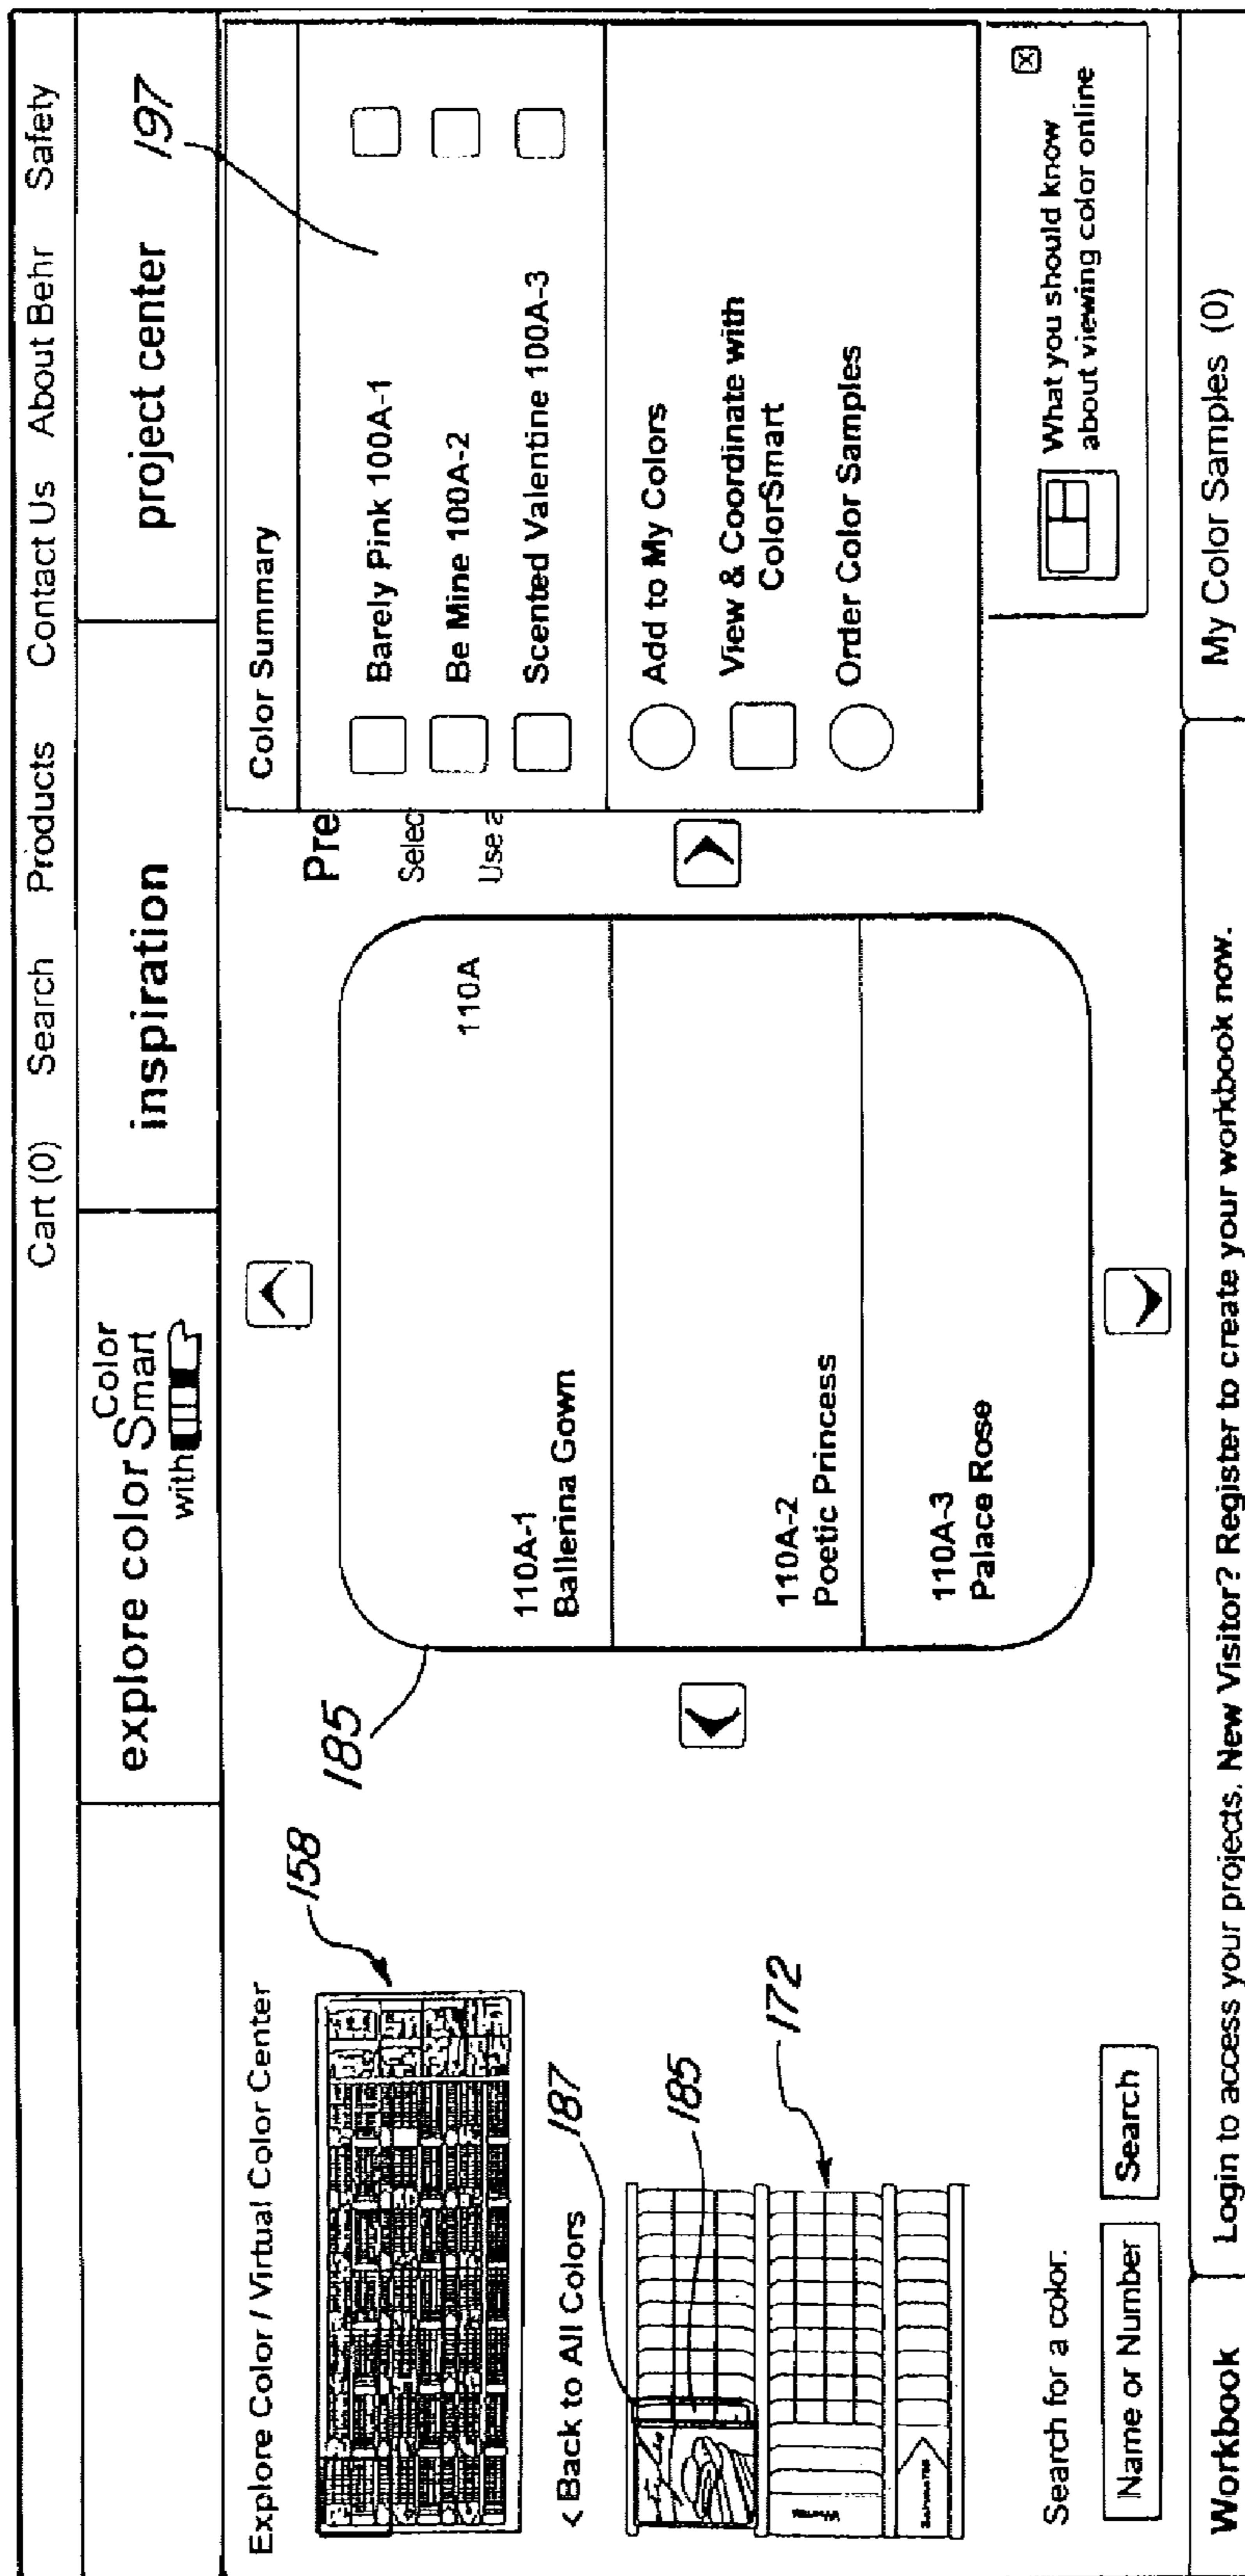 Cart (0) Search Products Contact Us About Behr Safety
explore color
with
Color
Smart
inspiration
project center
197
Explore Color / Virtual Color Center
158
< Back to All Colors
187
185
172
Search for a color:
Name or Number
Search
185
110A
110A-1
Ballerina Gown
110A-2
Poetic Princess
110A-3
Palace Rose
Pre
Selec
Use a
Color Summary
Barely Pink 100A-1
Be Mine 100A-2
Scented Valentine 100A-3
Add to My Colors
View & Coordinate with
ColorSmart
Order Color Samples
What you should know
about viewing color online
Workbook
Login to access your projects. New Visitor? Register to create your workbook now.
My Color Samples (0)